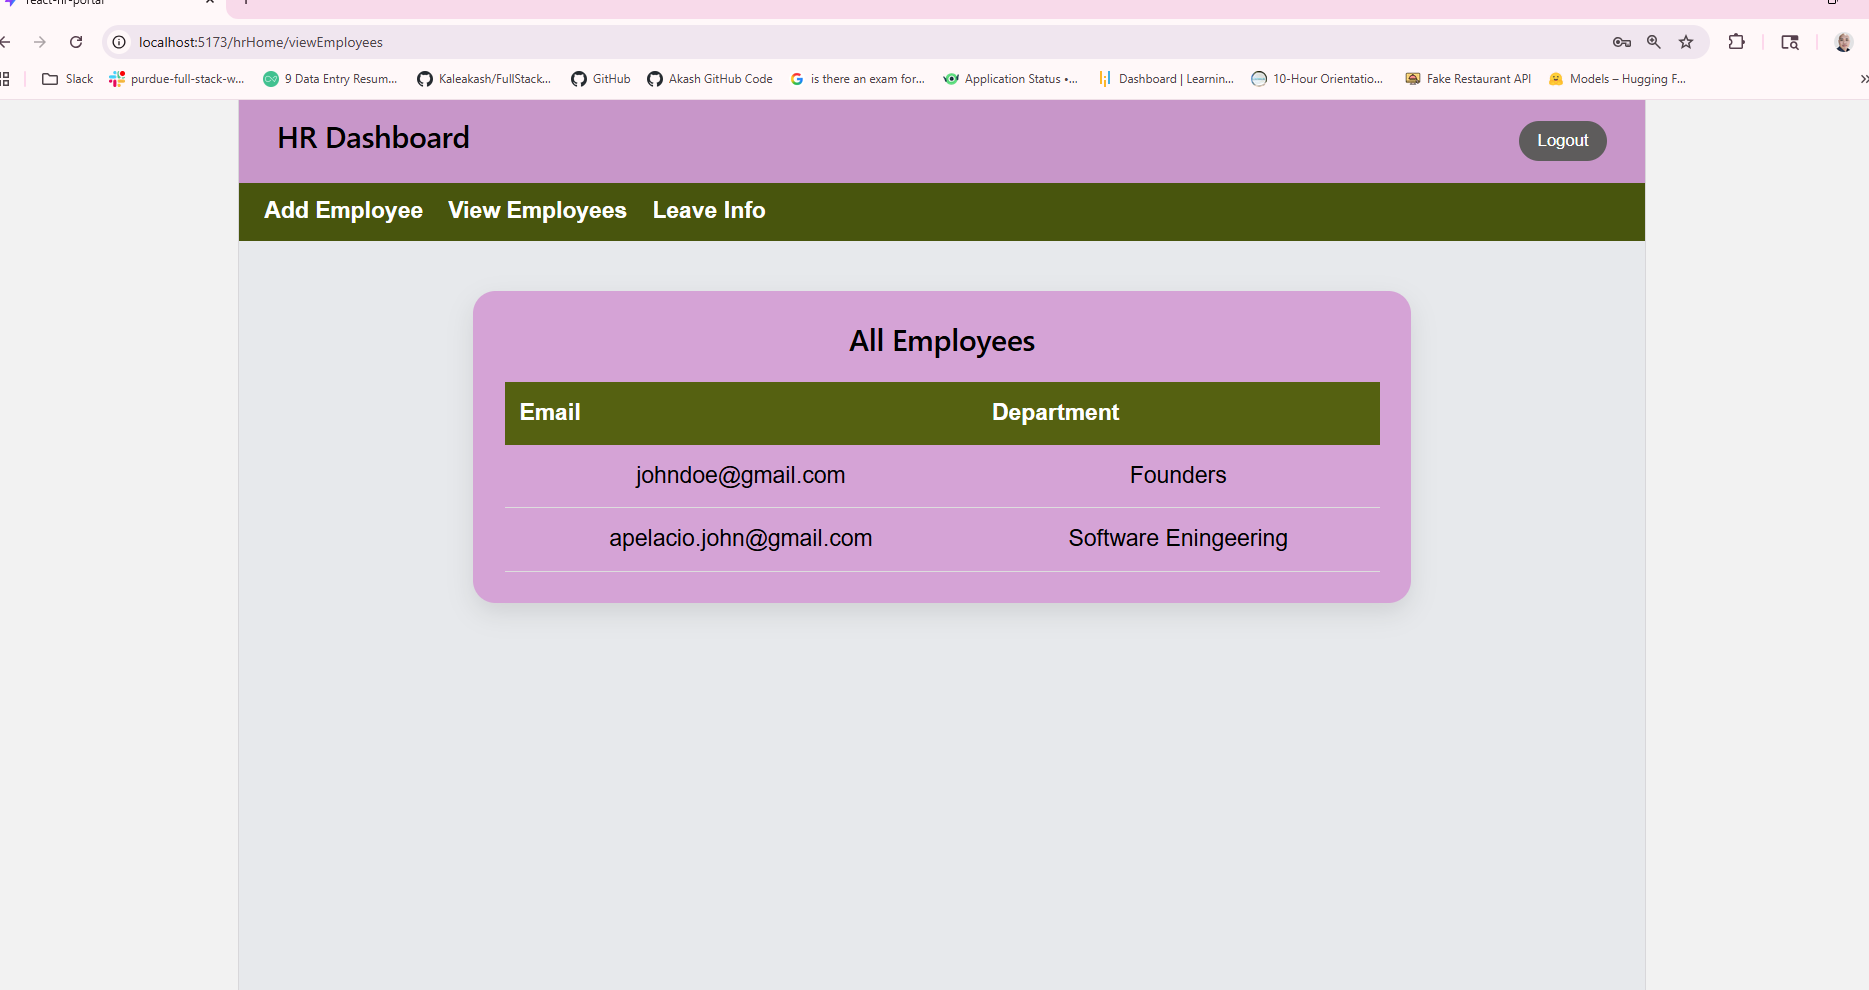 react-hr-portal
localhost:5173/hrHome/viewEmployees
Slack purdue-full-stack-w... 9 Data Entry Resum... Kaleakash/FullStack... GitHub Akash GitHub Code is there an exam for... Application Status •... Dashboard | Learnin... 10-Hour Orientatio... Fake Restaurant API Models – Hugging F...
HR Dashboard
Logout
Add Employee View Employees Leave Info
All Employees
Email Department
johndoe@gmail.com Founders
apelacio.john@gmail.com Software Eningeering